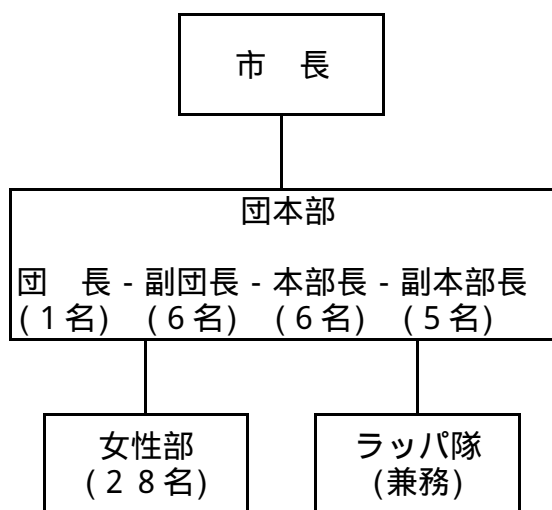 市　長
団本部
団　長 - 副団長 - 本部長 - 副本部長
(１名) (６名) (６名) (５名)
女性部
(２８名)
ラッパ隊
(兼務)